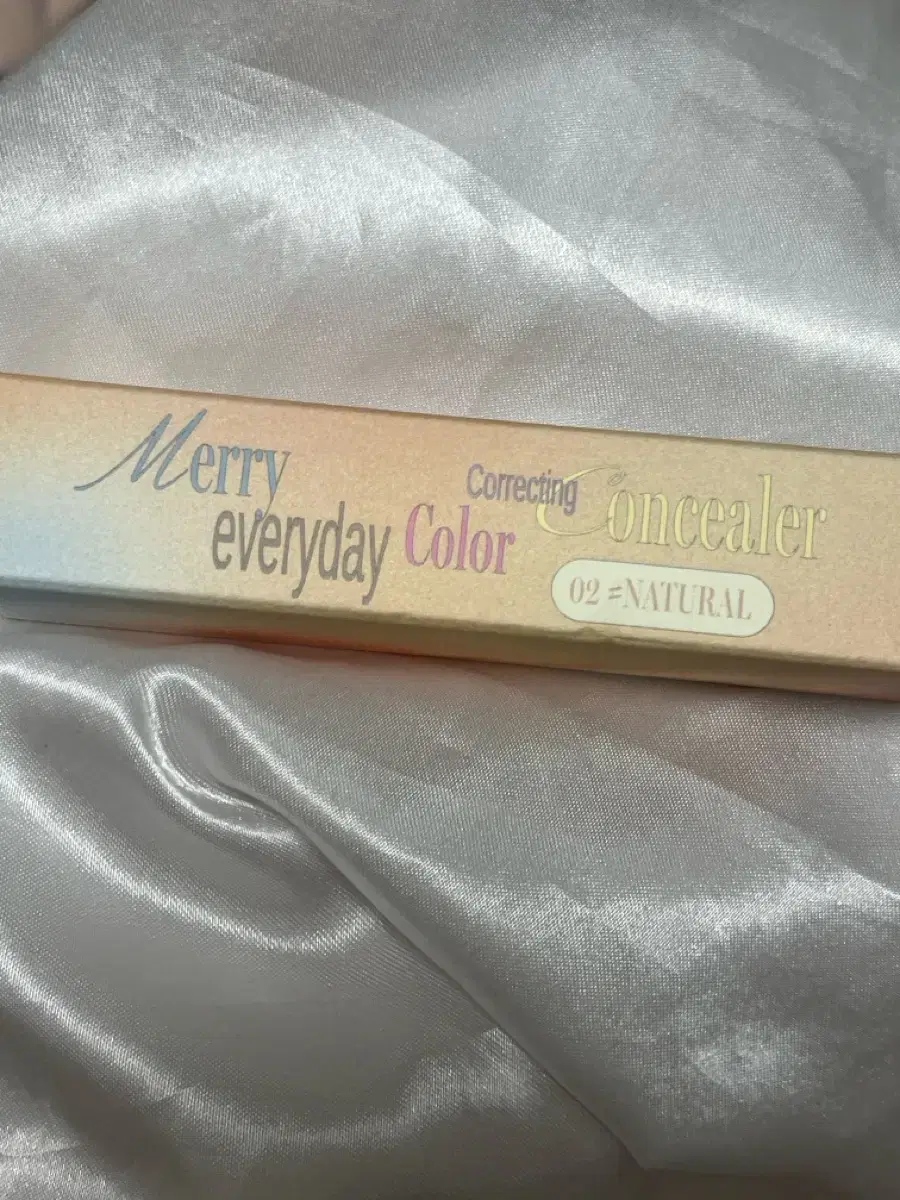 Merry
everyday Color
Correcting Concealer
02 ≠NATURAL